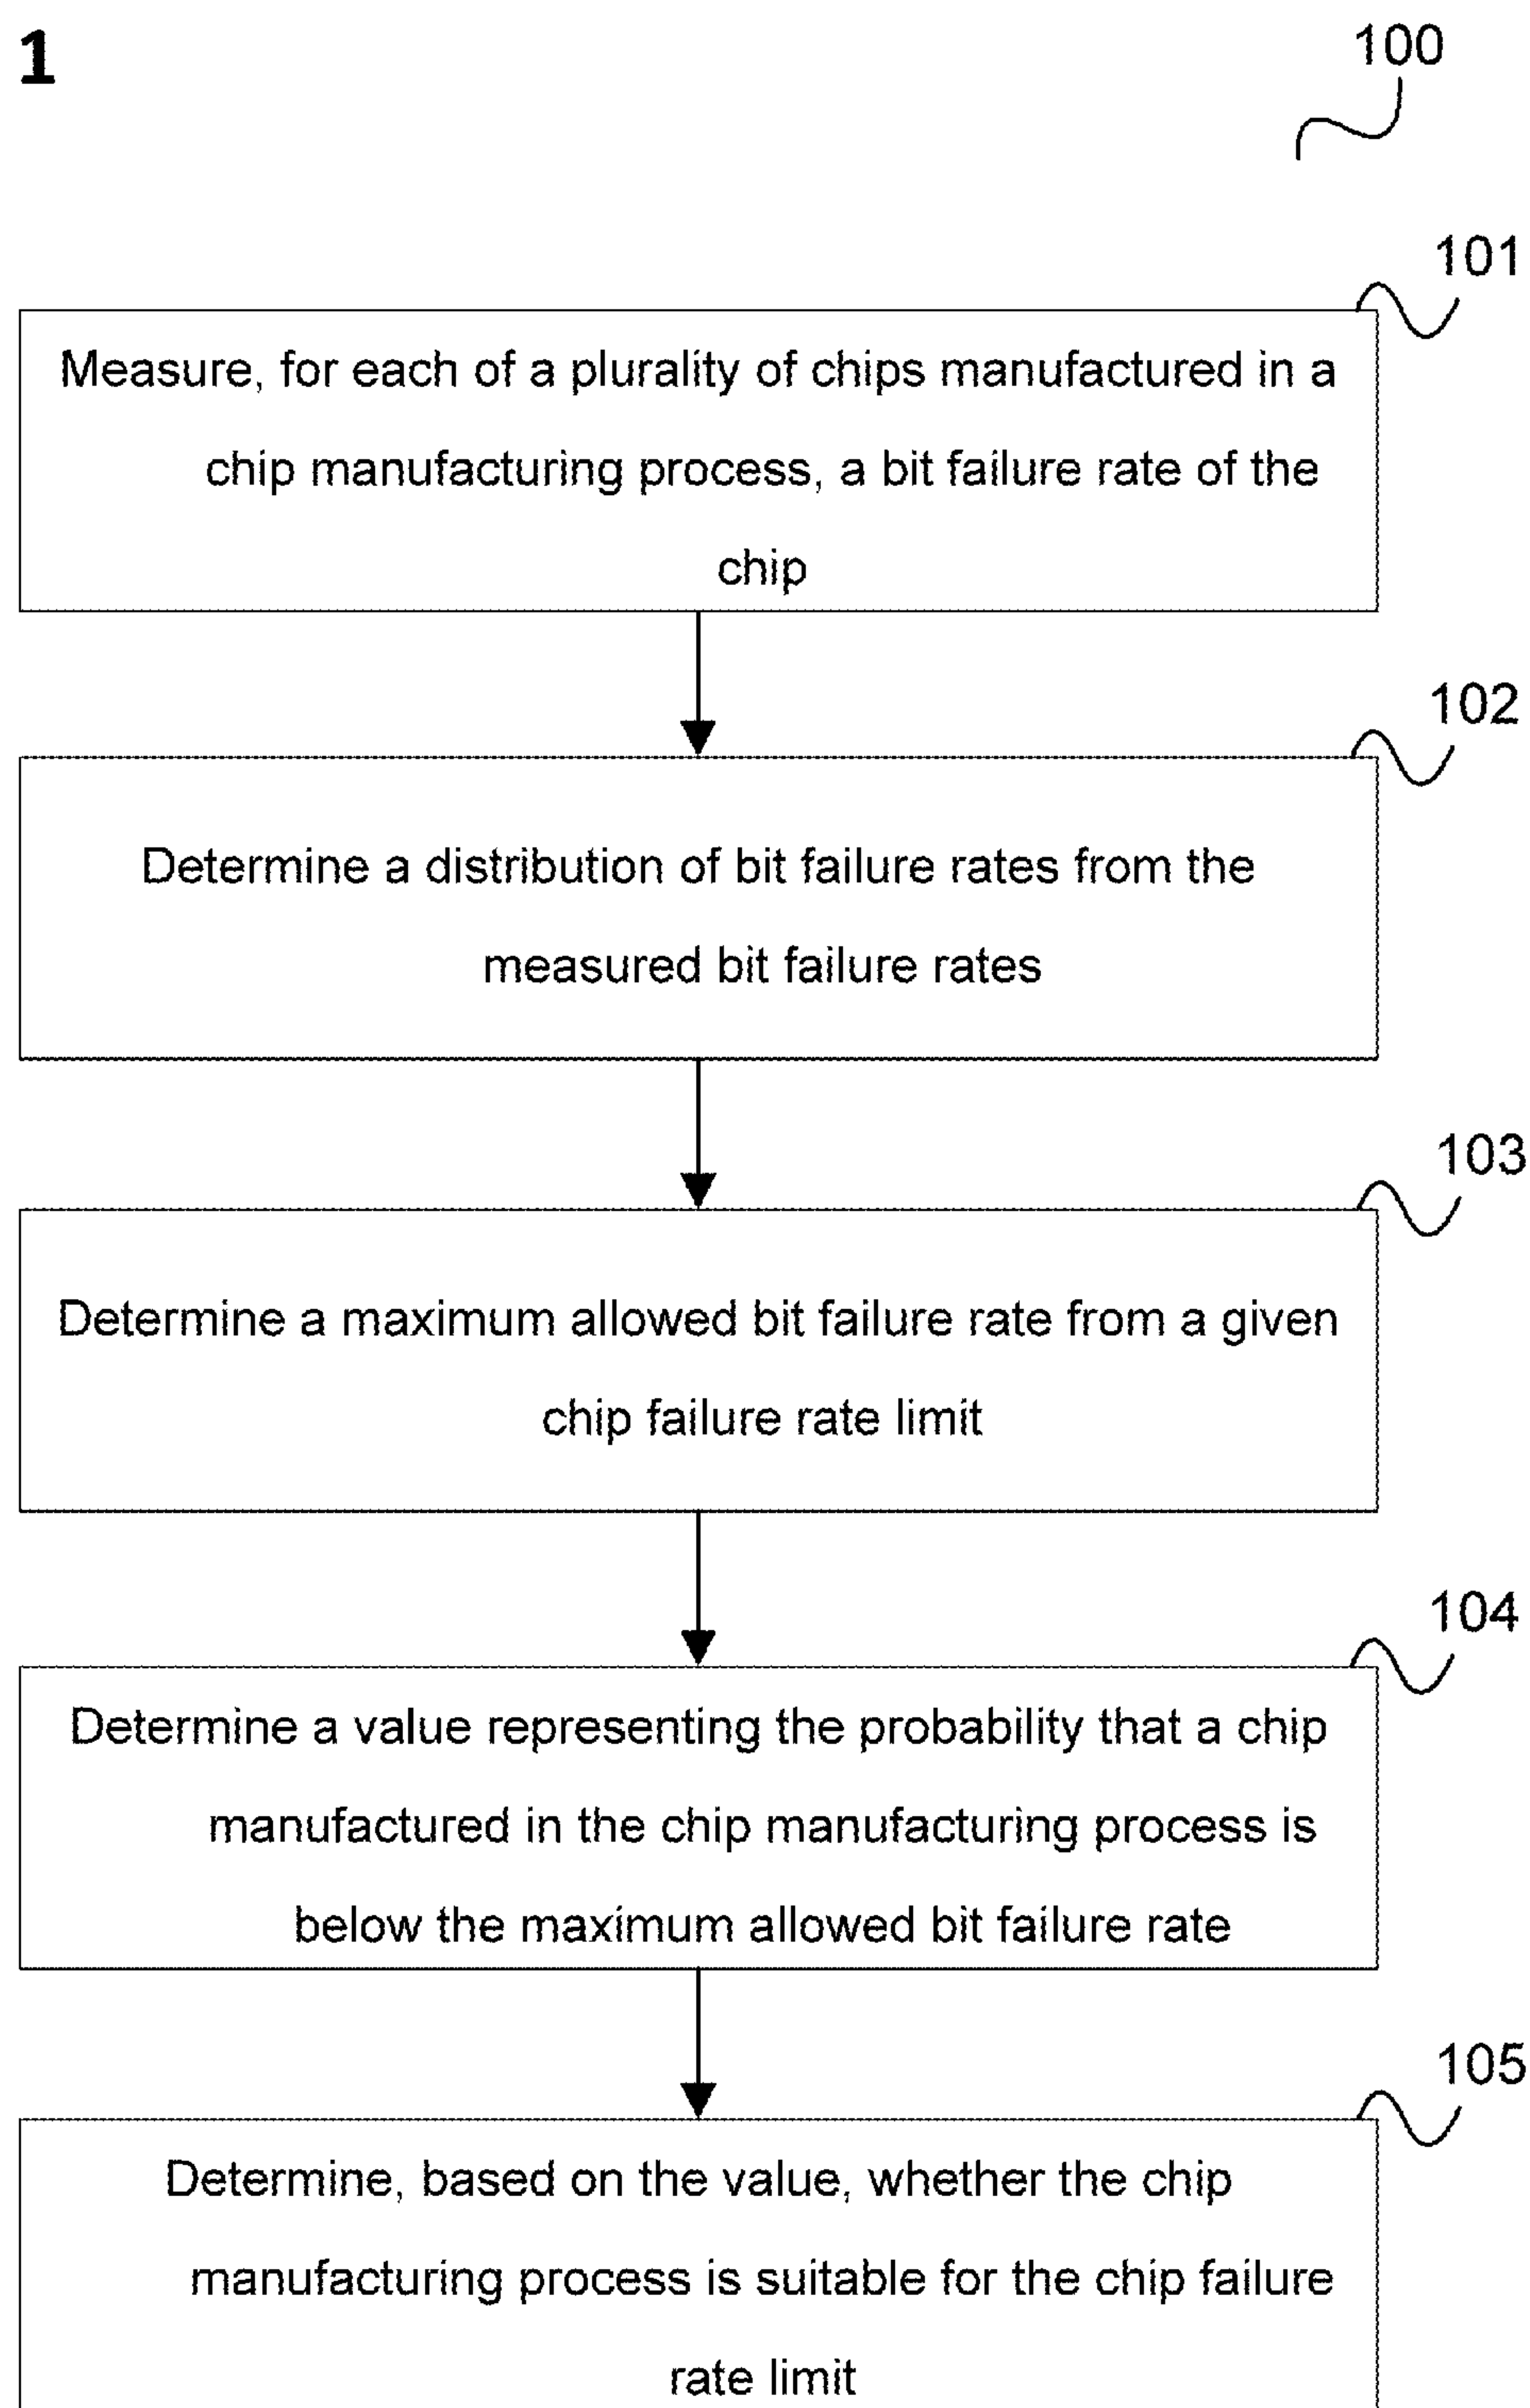 1
100
101
Measure, for each of a plurality of chips manufactured in a
chip manufacturing process, a bit failure rate of the
chip
102
Determine a distribution of bit failure rates from the
measured bit failure rates
103
Determine a maximum allowed bit failure rate from a given
chip failure rate limit
104
Determine a value representing the probability that a chip
manufactured in the chip manufacturing process is
below the maximum allowed bit failure rate
105
Determine, based on the value, whether the chip
manufacturing process is suitable for the chip failure
rate limit